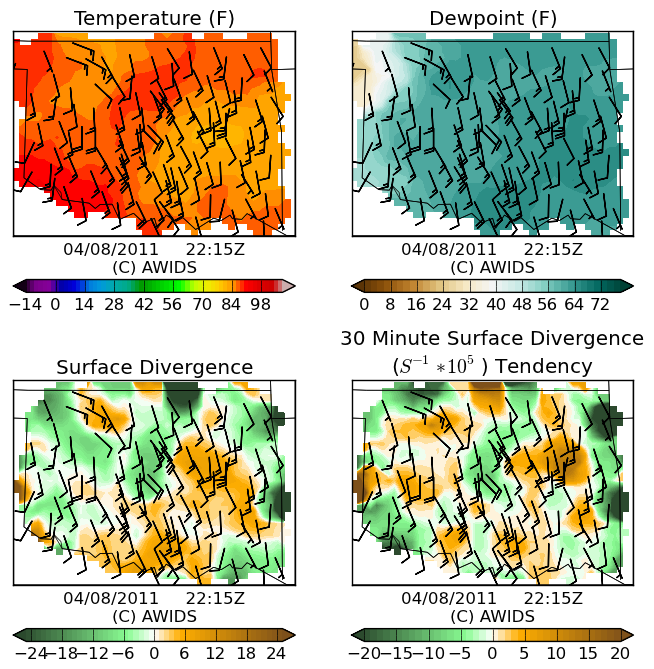 Temperature (F)
Dewpoint (F)
04/08/2011 22:15Z
(C) AWIDS
04/08/2011 22:15Z
(C) AWIDS
−14 0 14 28 42 56 70 84 98
0 8 16 24 32 40 48 56 64 72
Surface Divergence
30 Minute Surface Divergence
(S⁻¹ *10⁵ ) Tendency
04/08/2011 22:15Z
(C) AWIDS
04/08/2011 22:15Z
(C) AWIDS
−24−18−12 −6 0 6 12 18 24
−20−15−10 −5 0 5 10 15 20